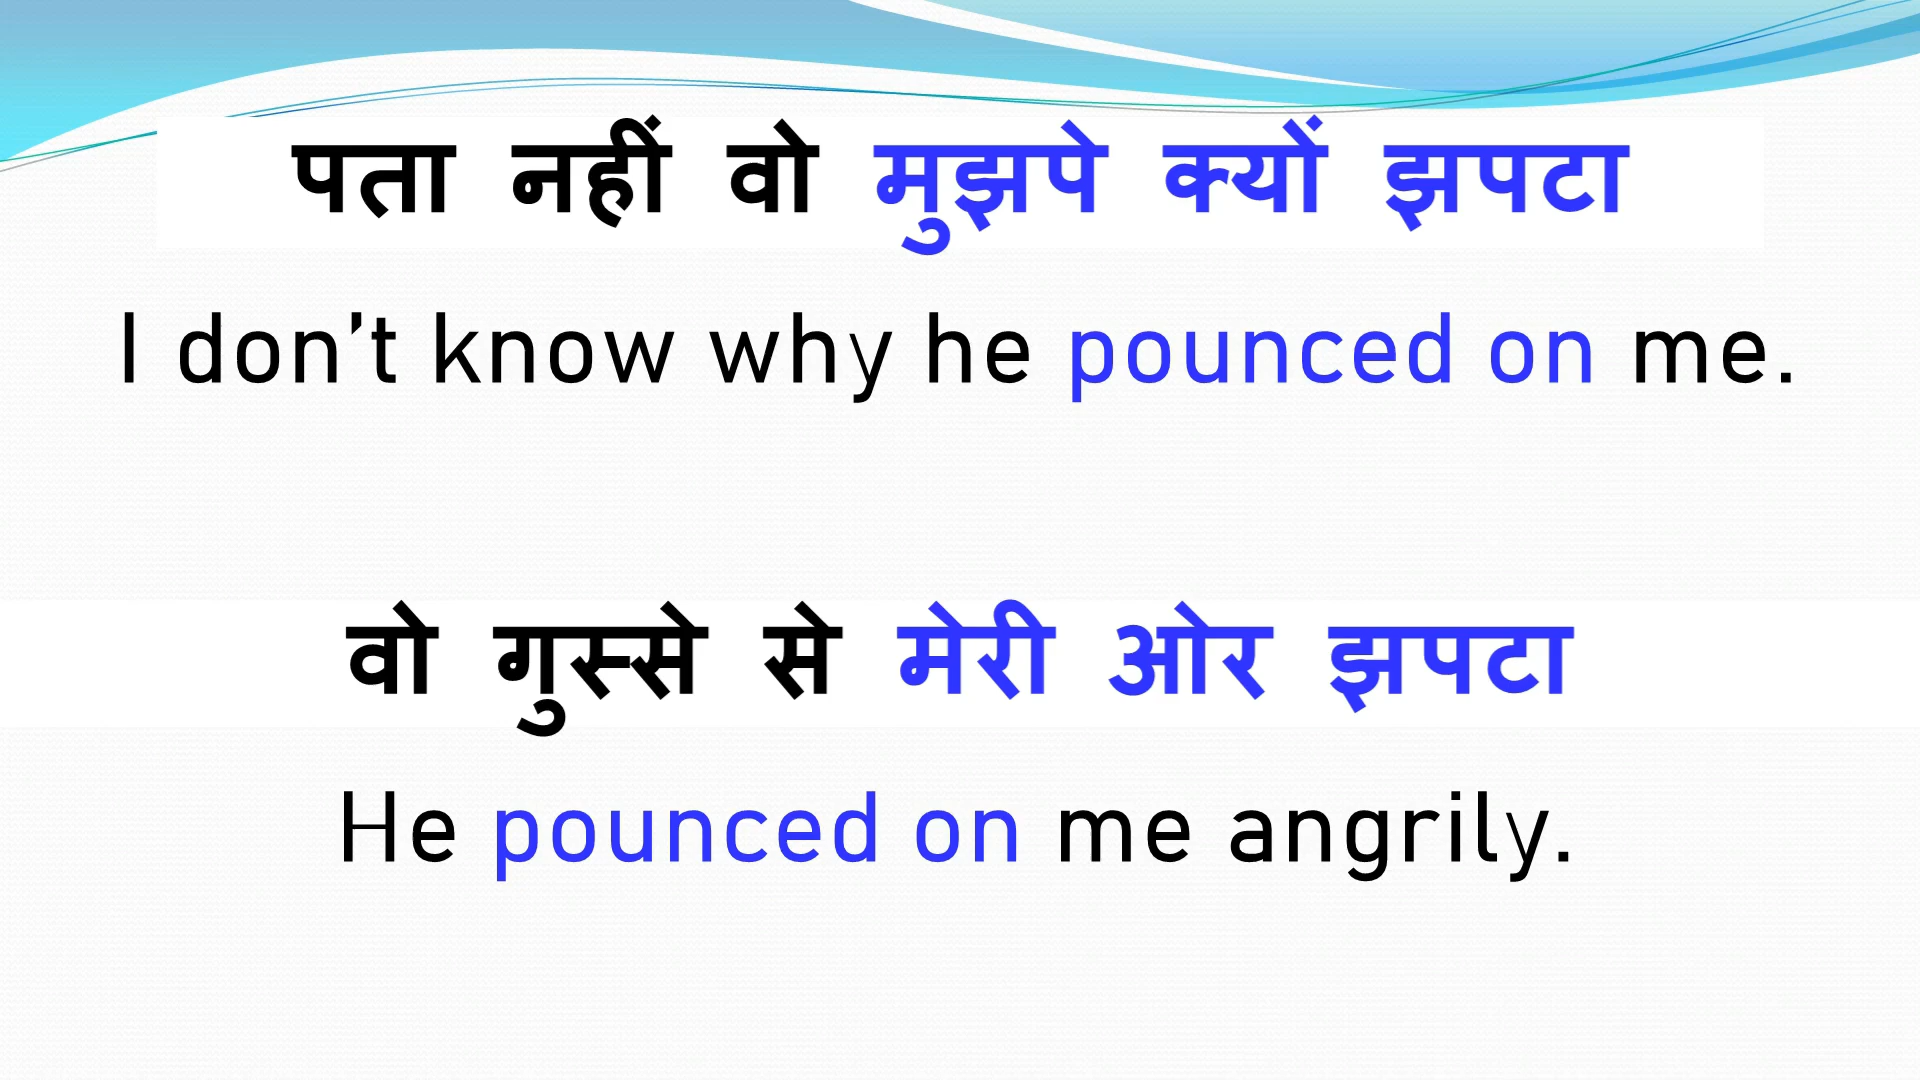 पता नहीं वो मुझपे क्यों झपटा
I don’t know why he pounced on me.
वो गुस्से से मेरी ओर झपटा
He pounced on me angrily.